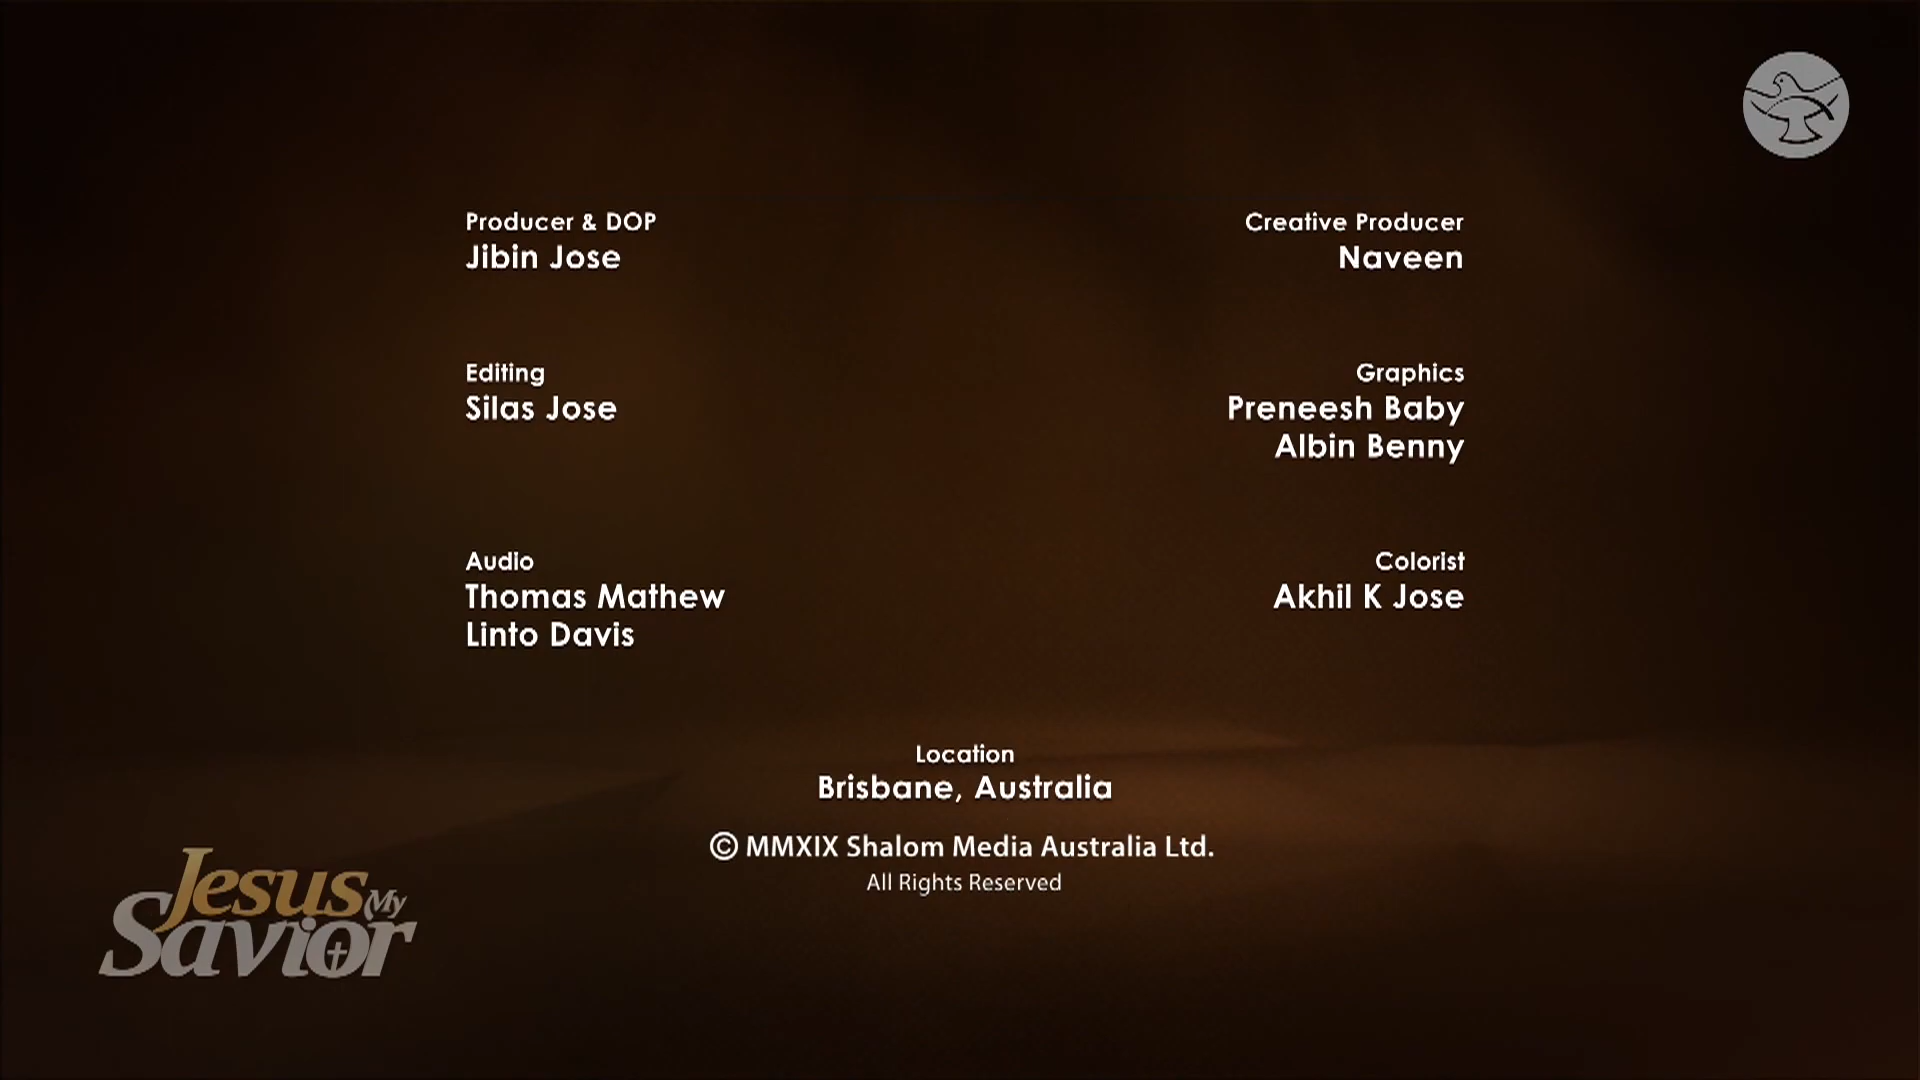 Producer & DOP
Jibin Jose
Creative Producer
Naveen
Editing
Silas Jose
Graphics
Preneesh Baby
Albin Benny
Audio
Thomas Mathew
Linto Davis
Colorist
Akhil K Jose
Location
Brisbane, Australia
© MMXIX Shalom Media Australia Ltd.
All Rights Reserved
Jesus My
Savior